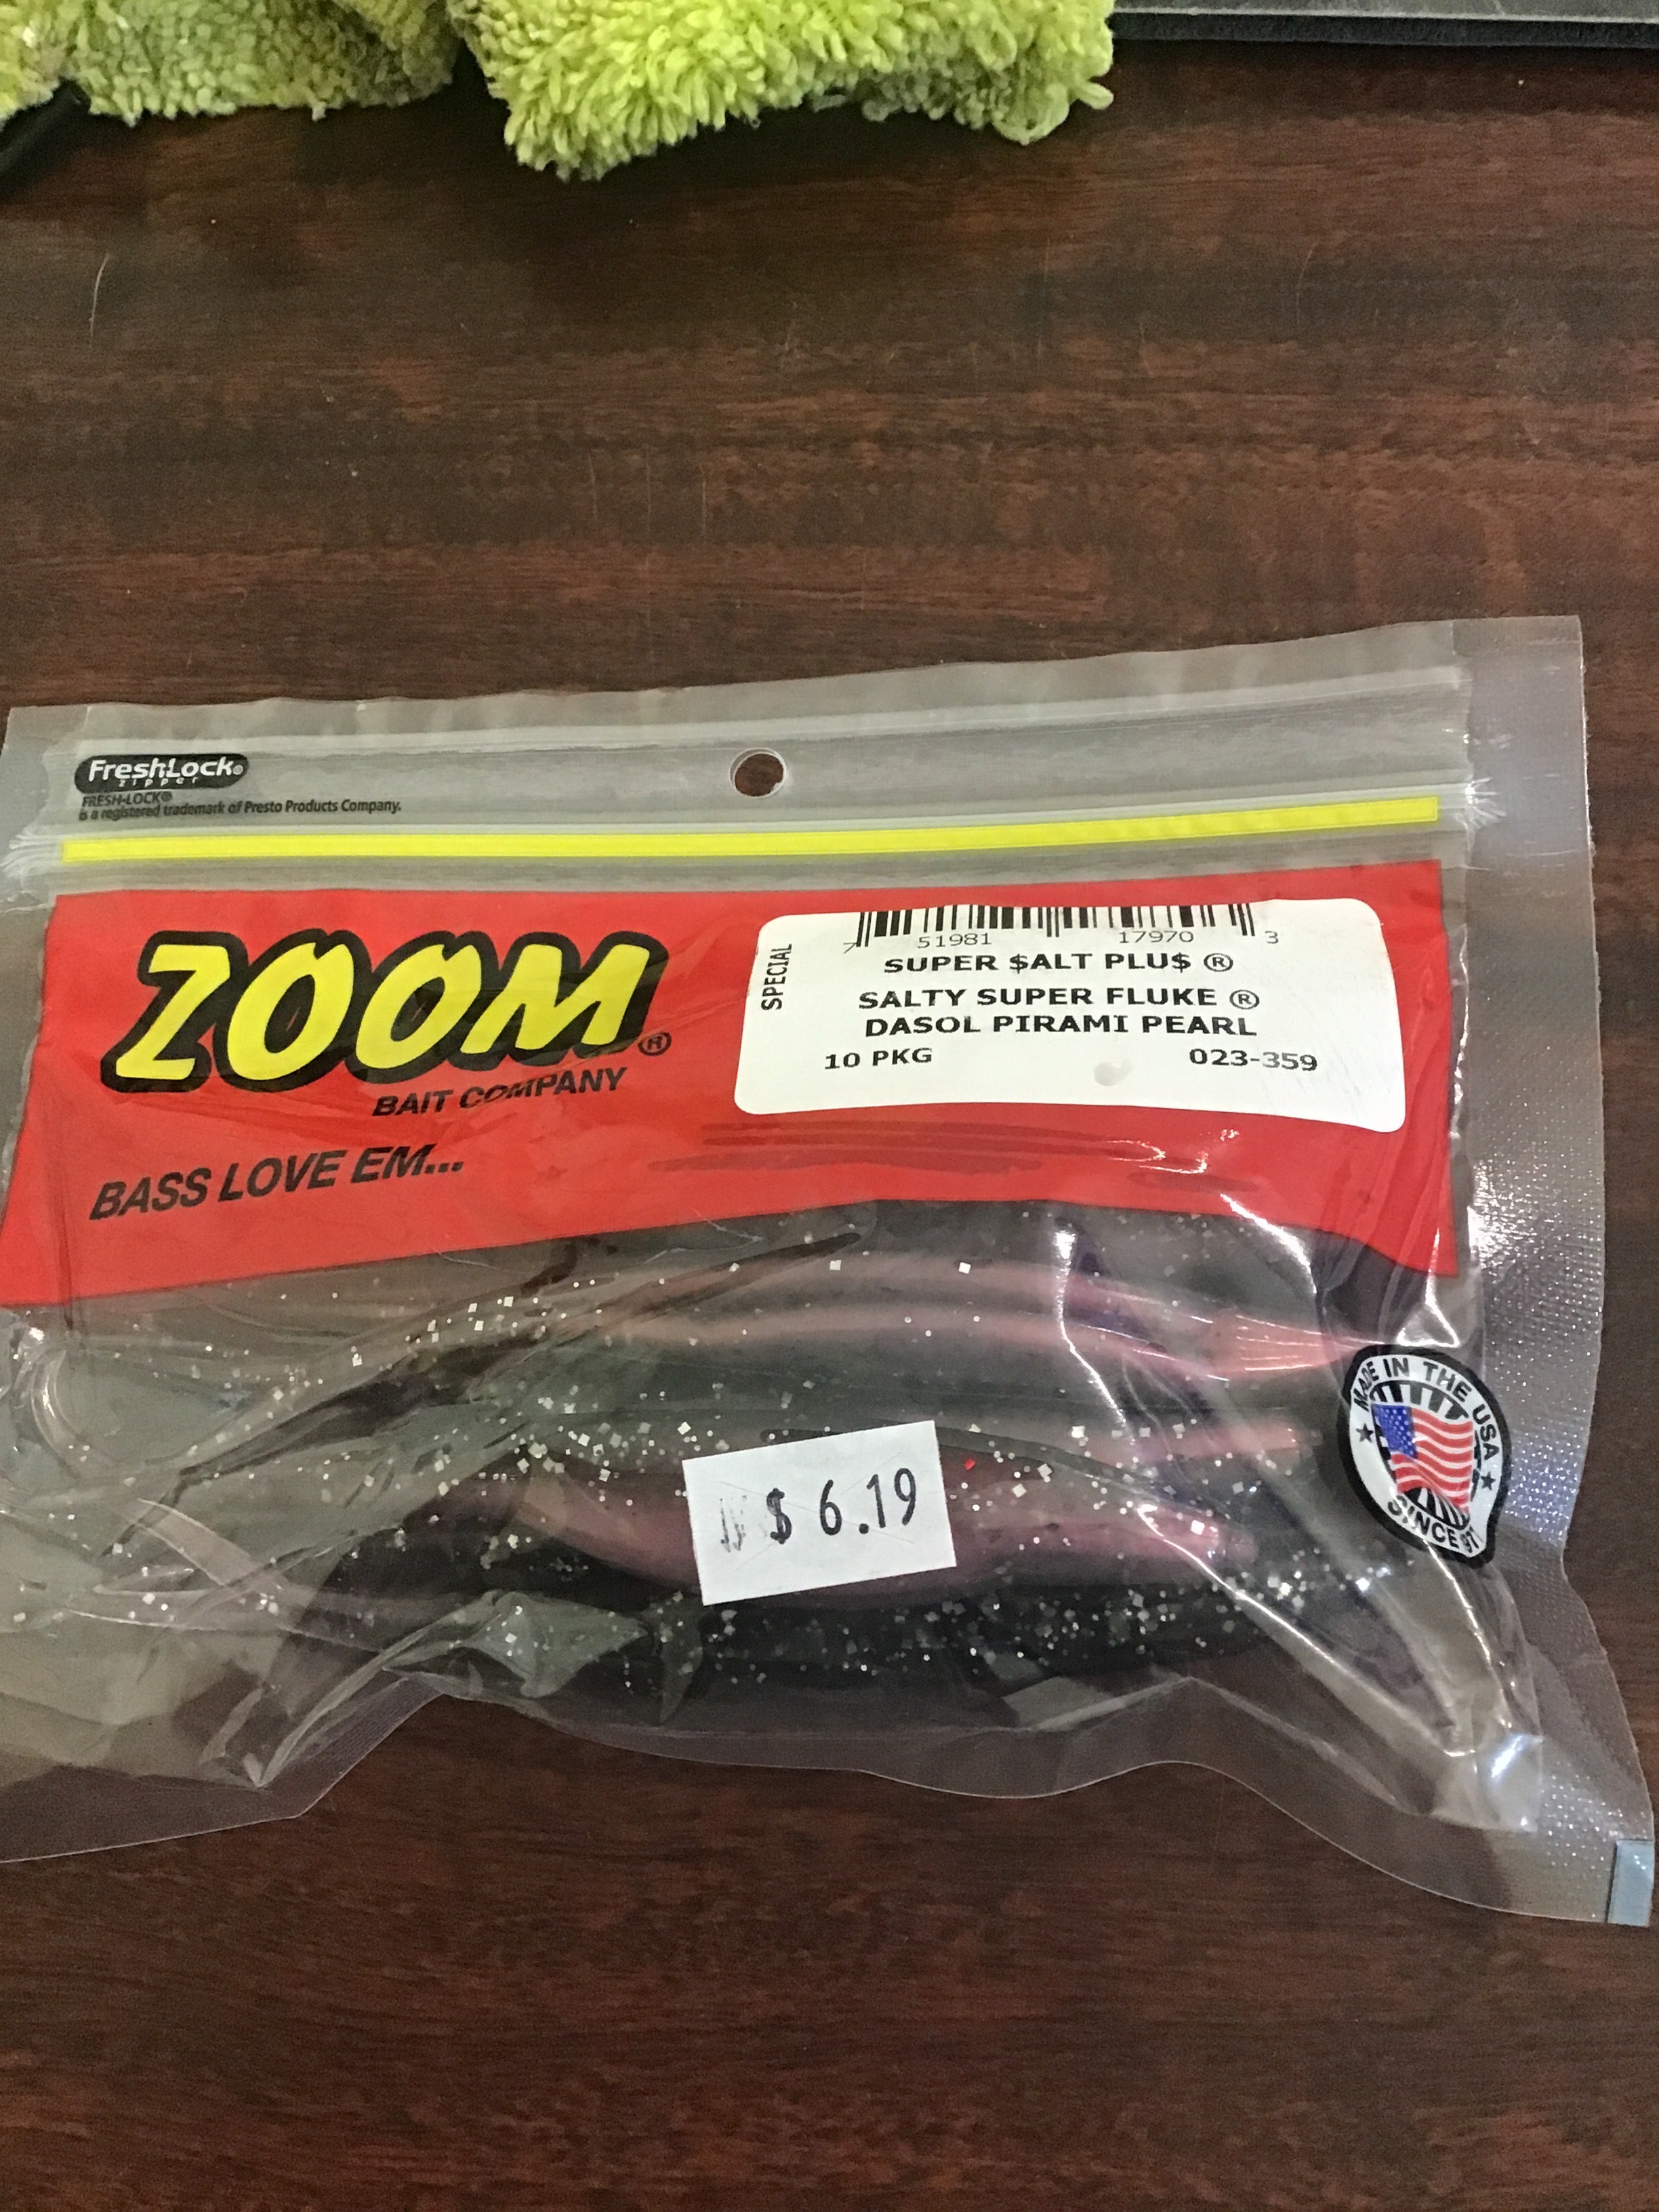 FreshLock®
zipper
FRESH-LOCK®
is a registered trademark of Presto Products Company.
ZOOM®
BAIT COMPANY
BASS LOVE EM...
SPECIAL
7 51981 17970 3
SUPER $ALT PLU$ ®
SALTY SUPER FLUKE ®
DASOL PIRAMI PEARL
10 PKG 023-359
$ 6.19
MADE IN THE USA
SINCE